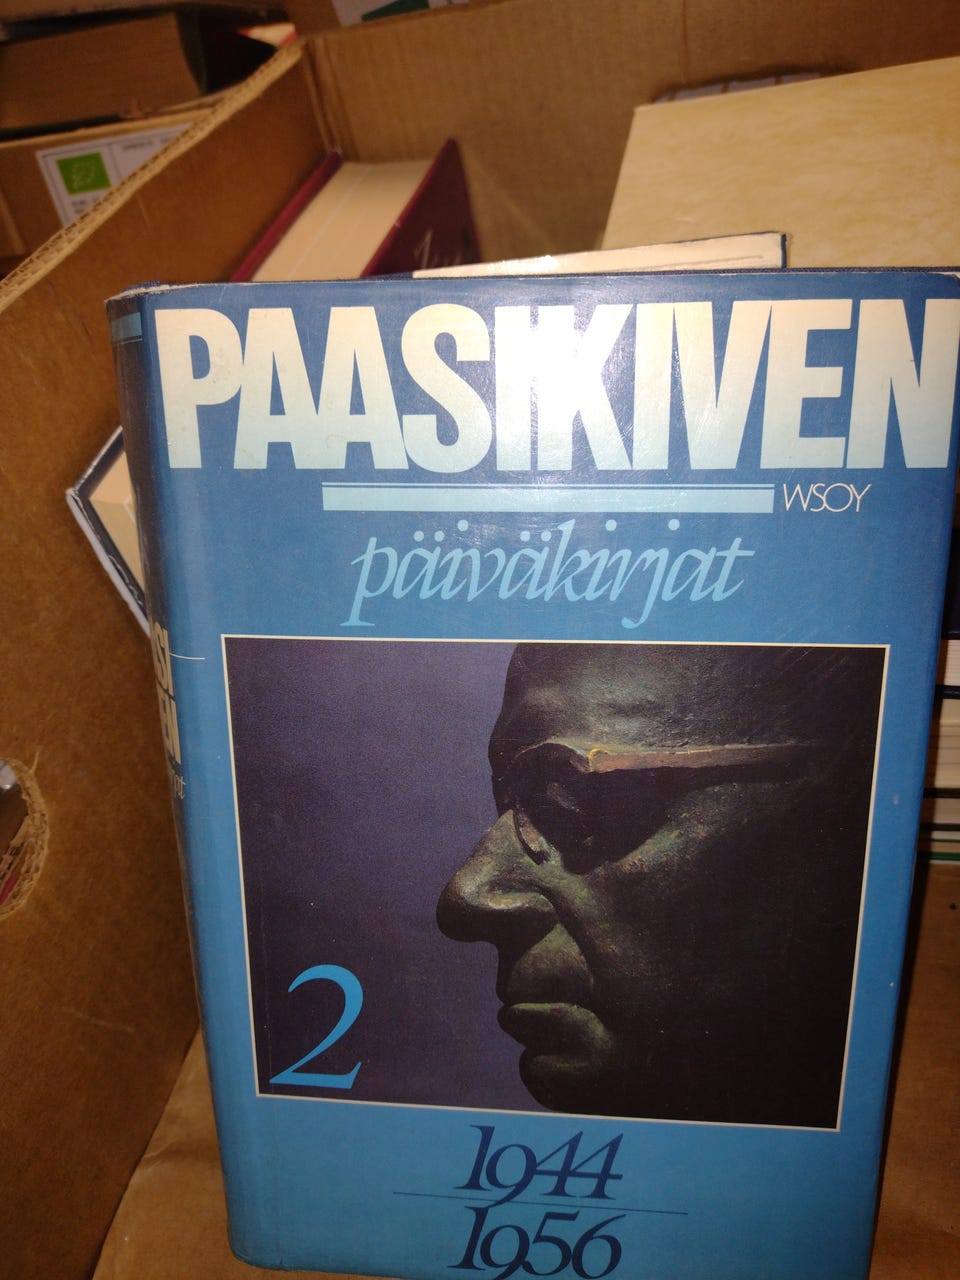 PAASIKIVEN
WSOY
päiväkirjat
2
1944
1956